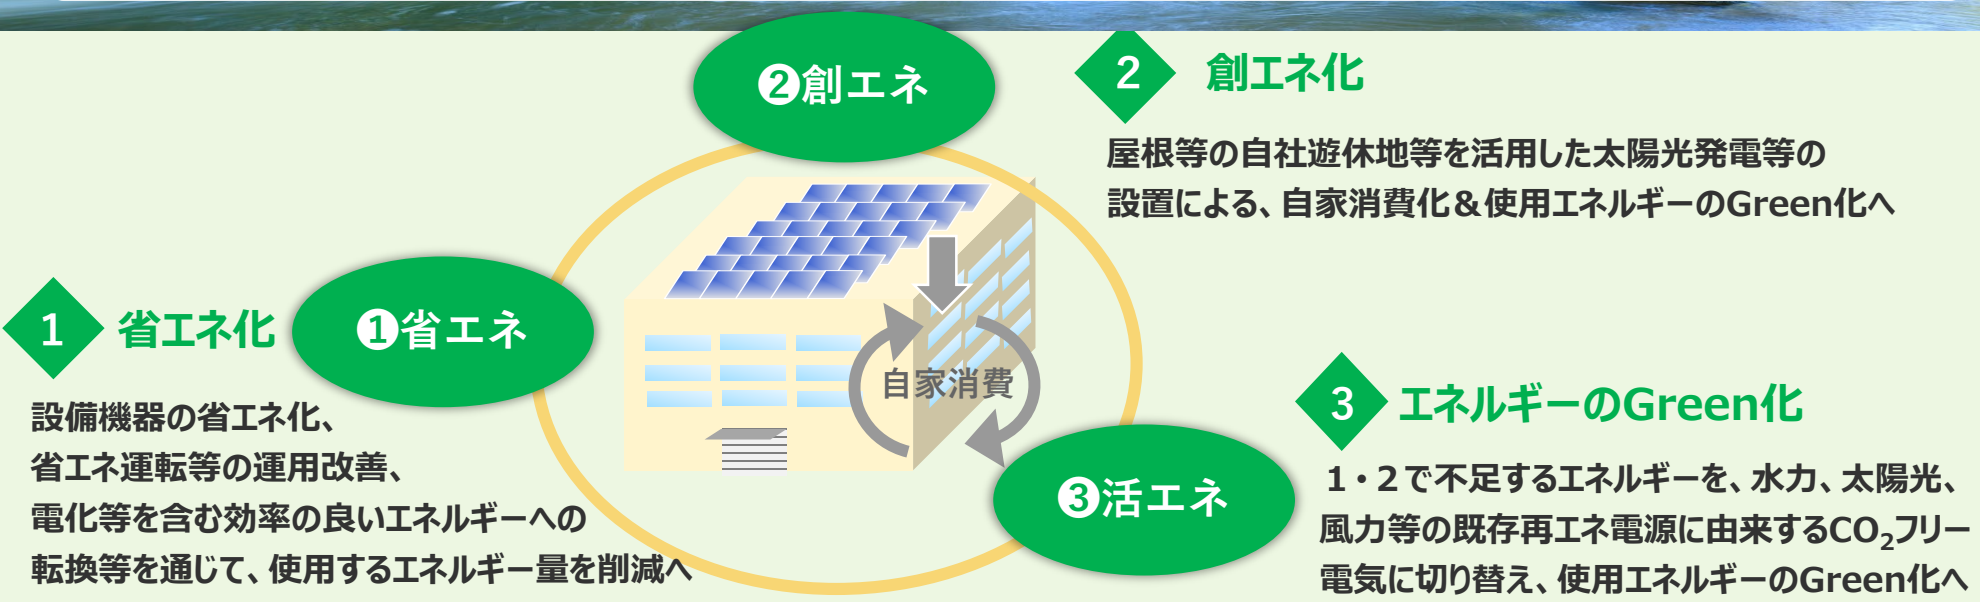 ❷創エネ
2 創エネ化
屋根等の自社遊休地等を活用した太陽光発電等の
設置による、自家消費化＆使用エネルギーのGreen化へ
1 省エネ化
❶省エネ
設備機器の省エネ化、
省エネ運転等の運用改善、
電化等を含む効率の良いエネルギーへの
転換等を通じて、使用するエネルギー量を削減へ
自家消費
❸活エネ
3 エネルギーのGreen化
１・２で不足するエネルギーを、水力、太陽光、
風力等の既存再エネ電源に由来するCO₂フリー
電気に切り替え、使用エネルギーのGreen化へ